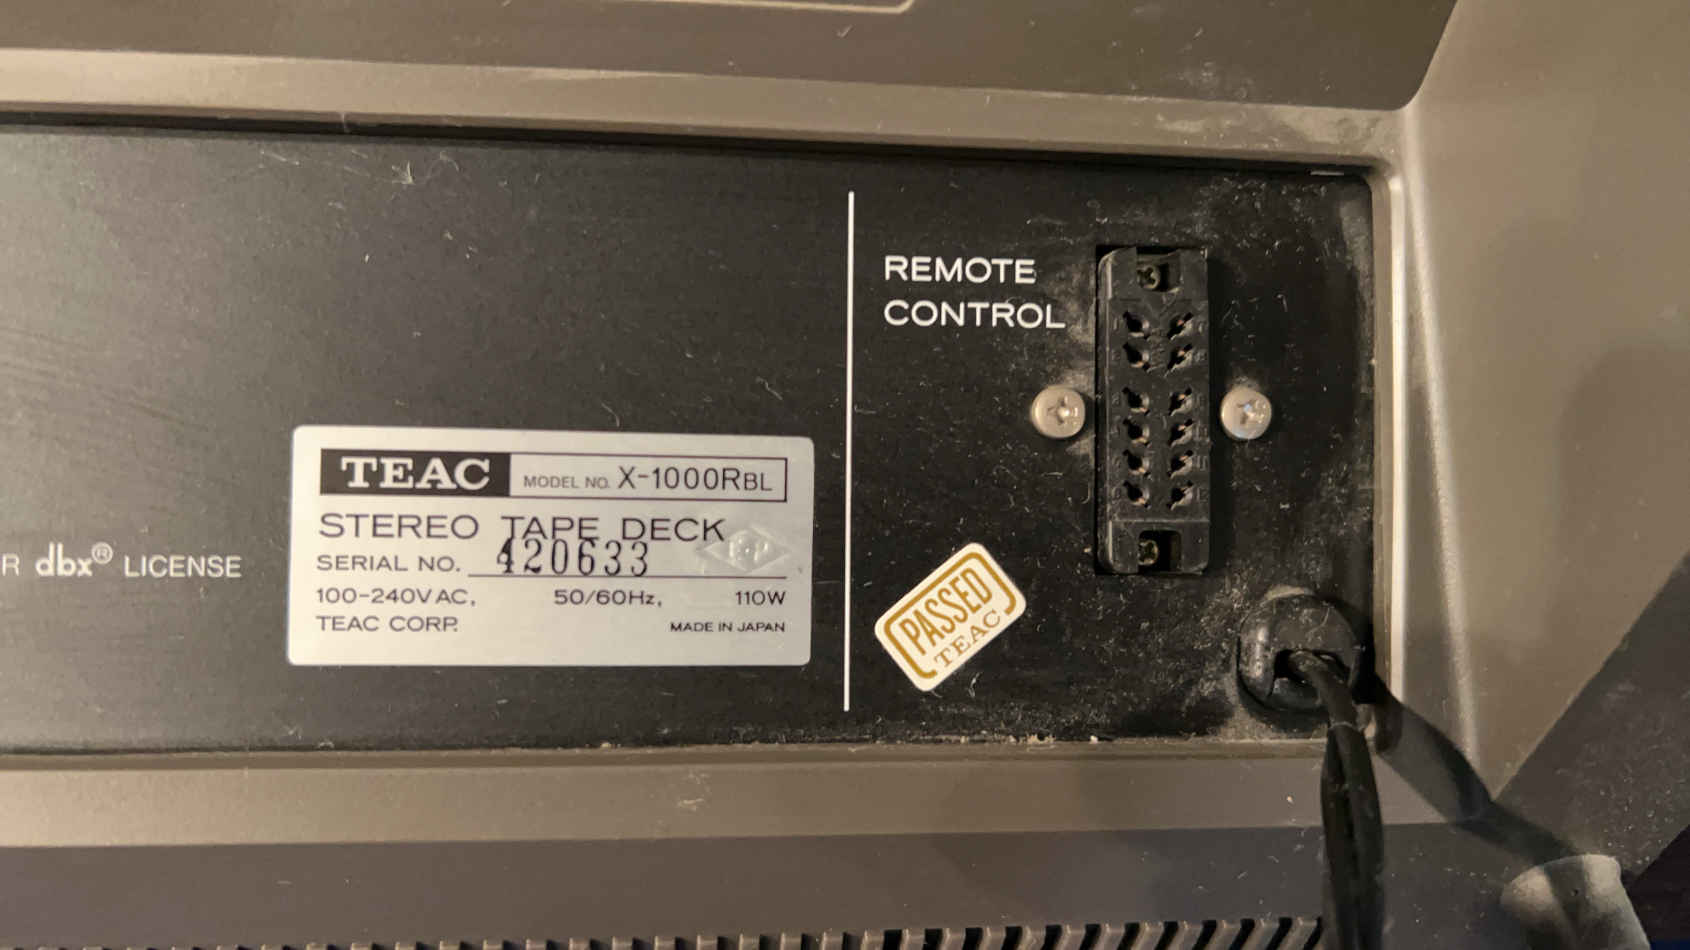 R dbx® LICENSE
TEAC MODEL NO. X-1000RBL
STEREO TAPE DECK
SERIAL NO. 420633
100-240V AC, 50/60Hz, 110W
TEAC CORP. MADE IN JAPAN
REMOTE
CONTROL
PASSED
TEAC